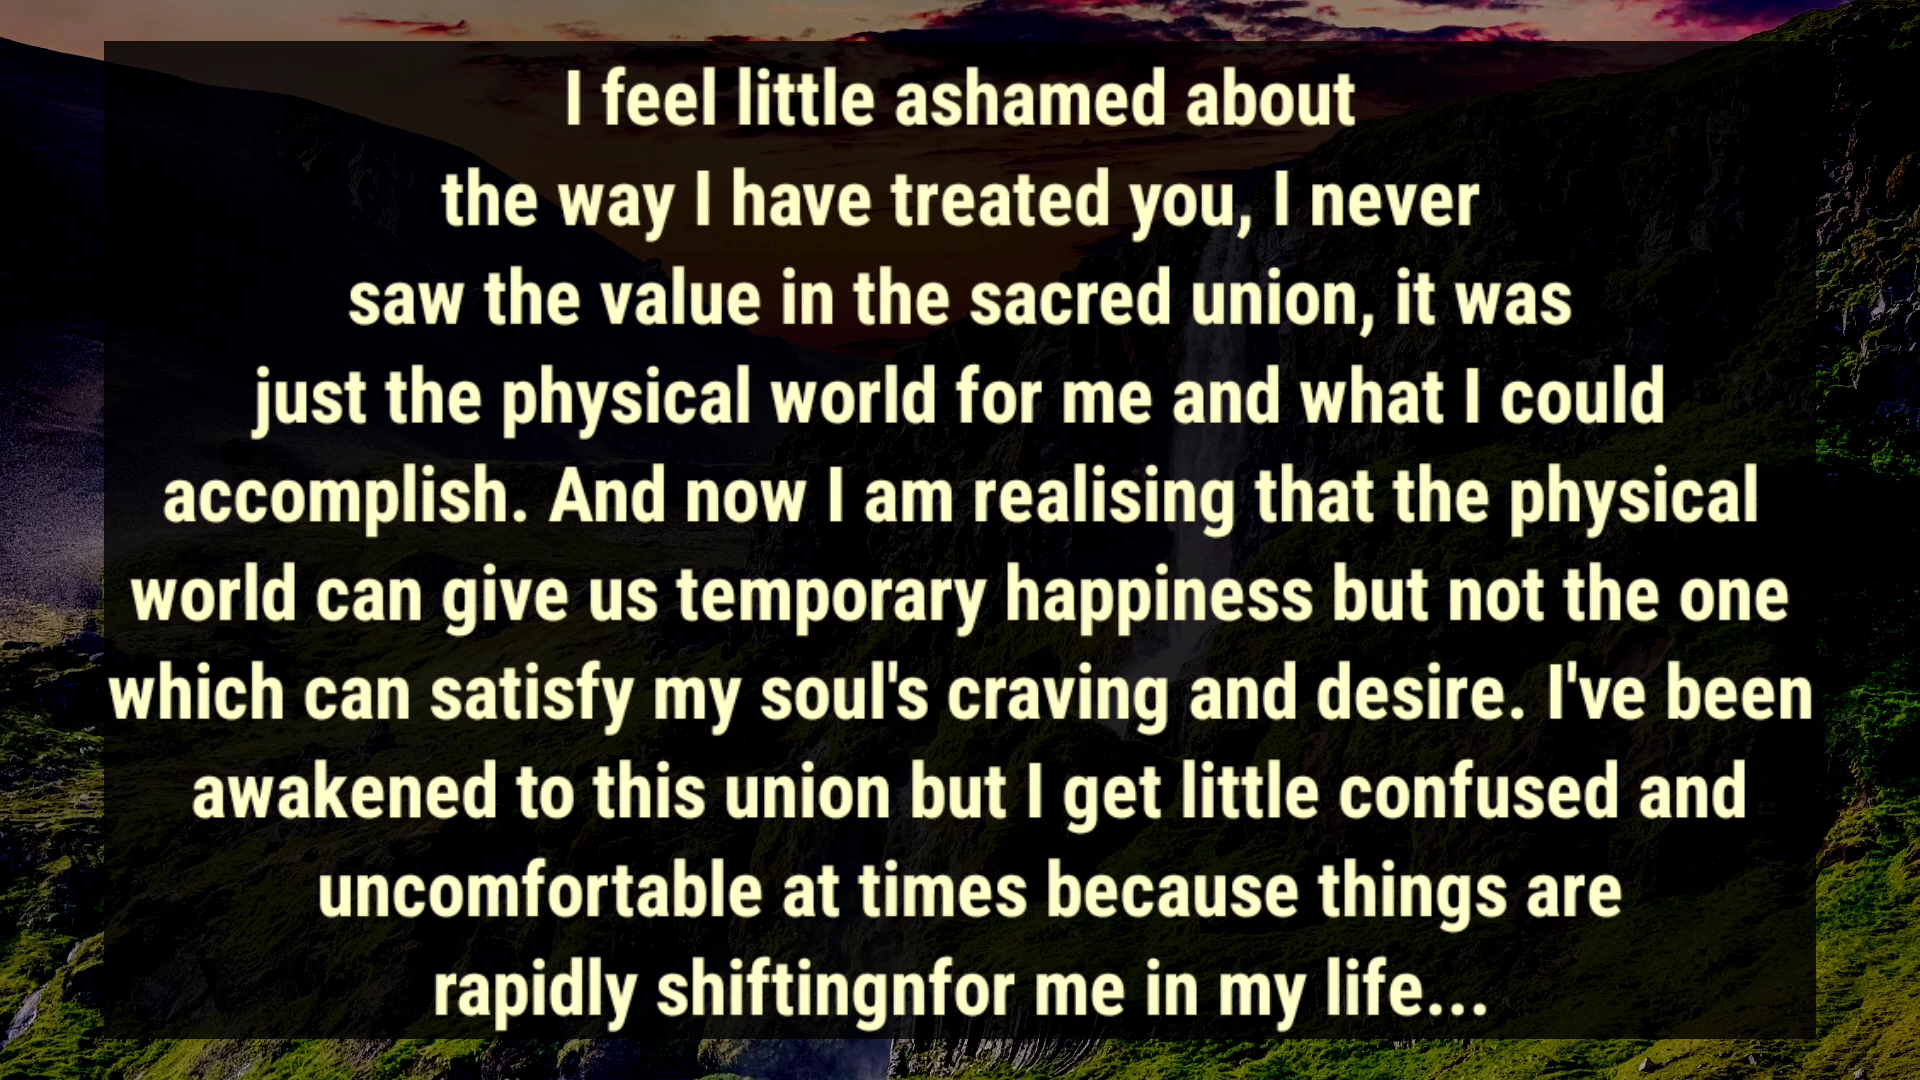 I feel little ashamed about
the way I have treated you, I never
saw the value in the sacred union, it was
just the physical world for me and what I could
accomplish. And now I am realising that the physical
world can give us temporary happiness but not the one
which can satisfy my soul's craving and desire. I've been
awakened to this union but I get little confused and
uncomfortable at times because things are
rapidly shiftingnfor me in my life...